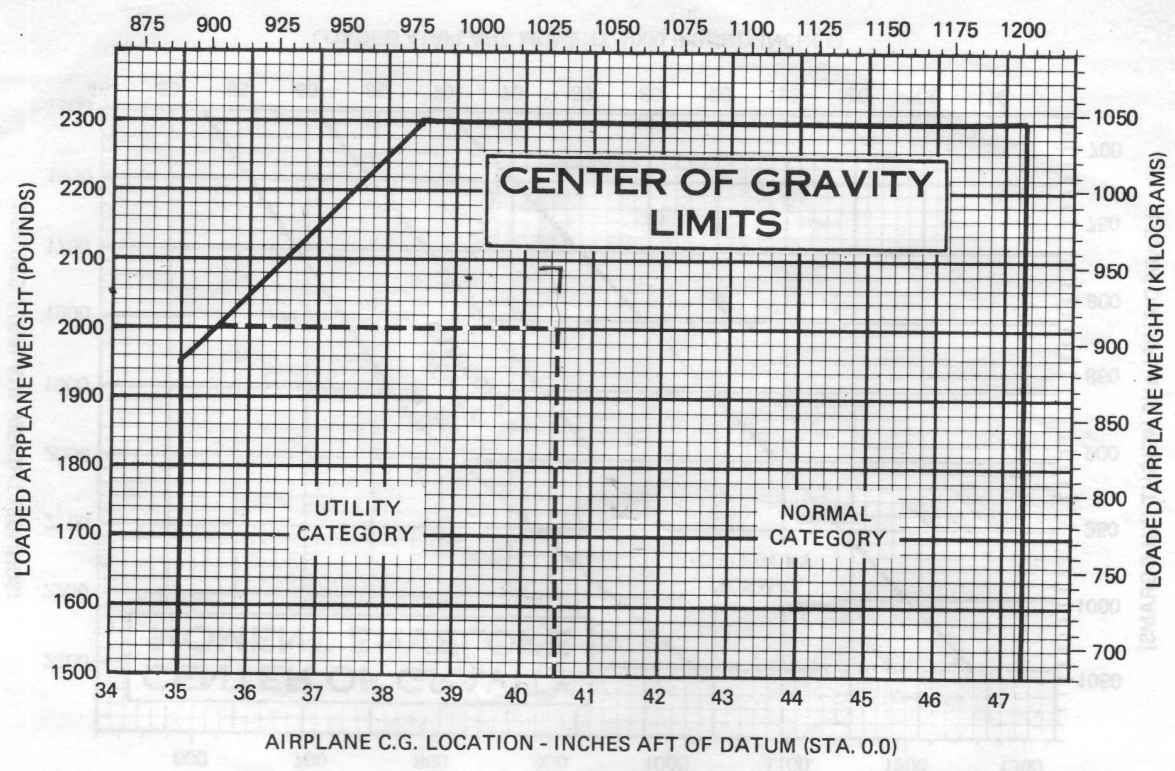 875 900 925 950 975 1000 1025 1050 1075 1100 1125 1150 1175 1200
LOADED AIRPLANE WEIGHT (POUNDS)
2300
2200
2100
2000
1900
1800
1700
1600
1500
CENTER OF GRAVITY
LIMITS
UTILITY
CATEGORY
NORMAL
CATEGORY
1050
1000
950
900
850
800
750
700
LOADED AIRPLANE WEIGHT (KILOGRAMS)
34 35 36 37 38 39 40 41 42 43 44 45 46 47
AIRPLANE C.G. LOCATION - INCHES AFT OF DATUM (STA. 0.0)